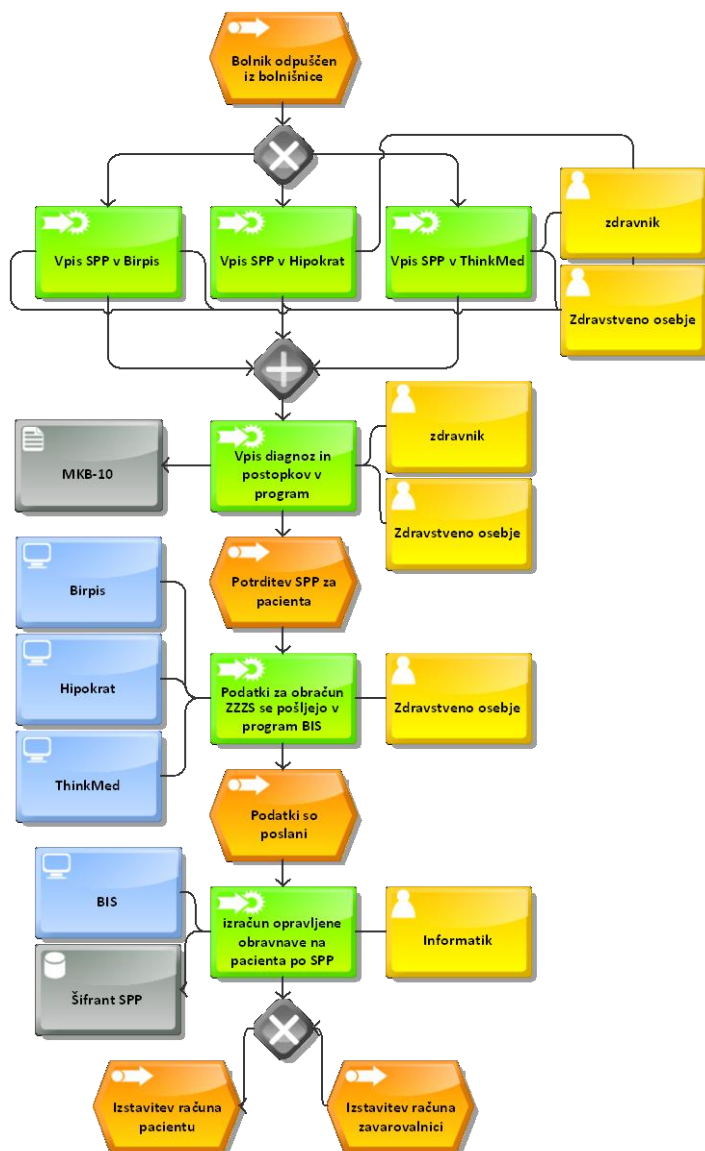 Bolnik odpuščen
iz bolnišnice
Vpis SPP v Birpis
Vpis SPP v Hipokrat
Vpis SPP v ThinkMed
zdravnik
Zdravstveno osebje
MKB-10
Vpis diagnoz in
postopkov v
program
zdravnik
Zdravstveno osebje
Birpis
Potrditev SPP za
pacienta
Hipokrat
Podatki za obračun
ZZZS se pošljejo v
program BIS
Zdravstveno osebje
ThinkMed
Podatki so
poslani
BIS
izračun opravljene
obravnave na
pacienta po SPP
Informatik
Šifrant SPP
Izstavitev računa
pacientu
Izstavitev računa
zavarovalnici